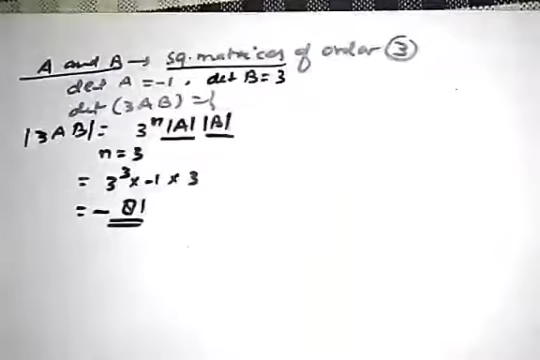 A and B → sq. matrices of order 3
det A = -1, det B = 3
det (3AB) = ?
|3AB| = 3ⁿ |A| |B|
n = 3
= 3³ × -1 × 3
= - 81